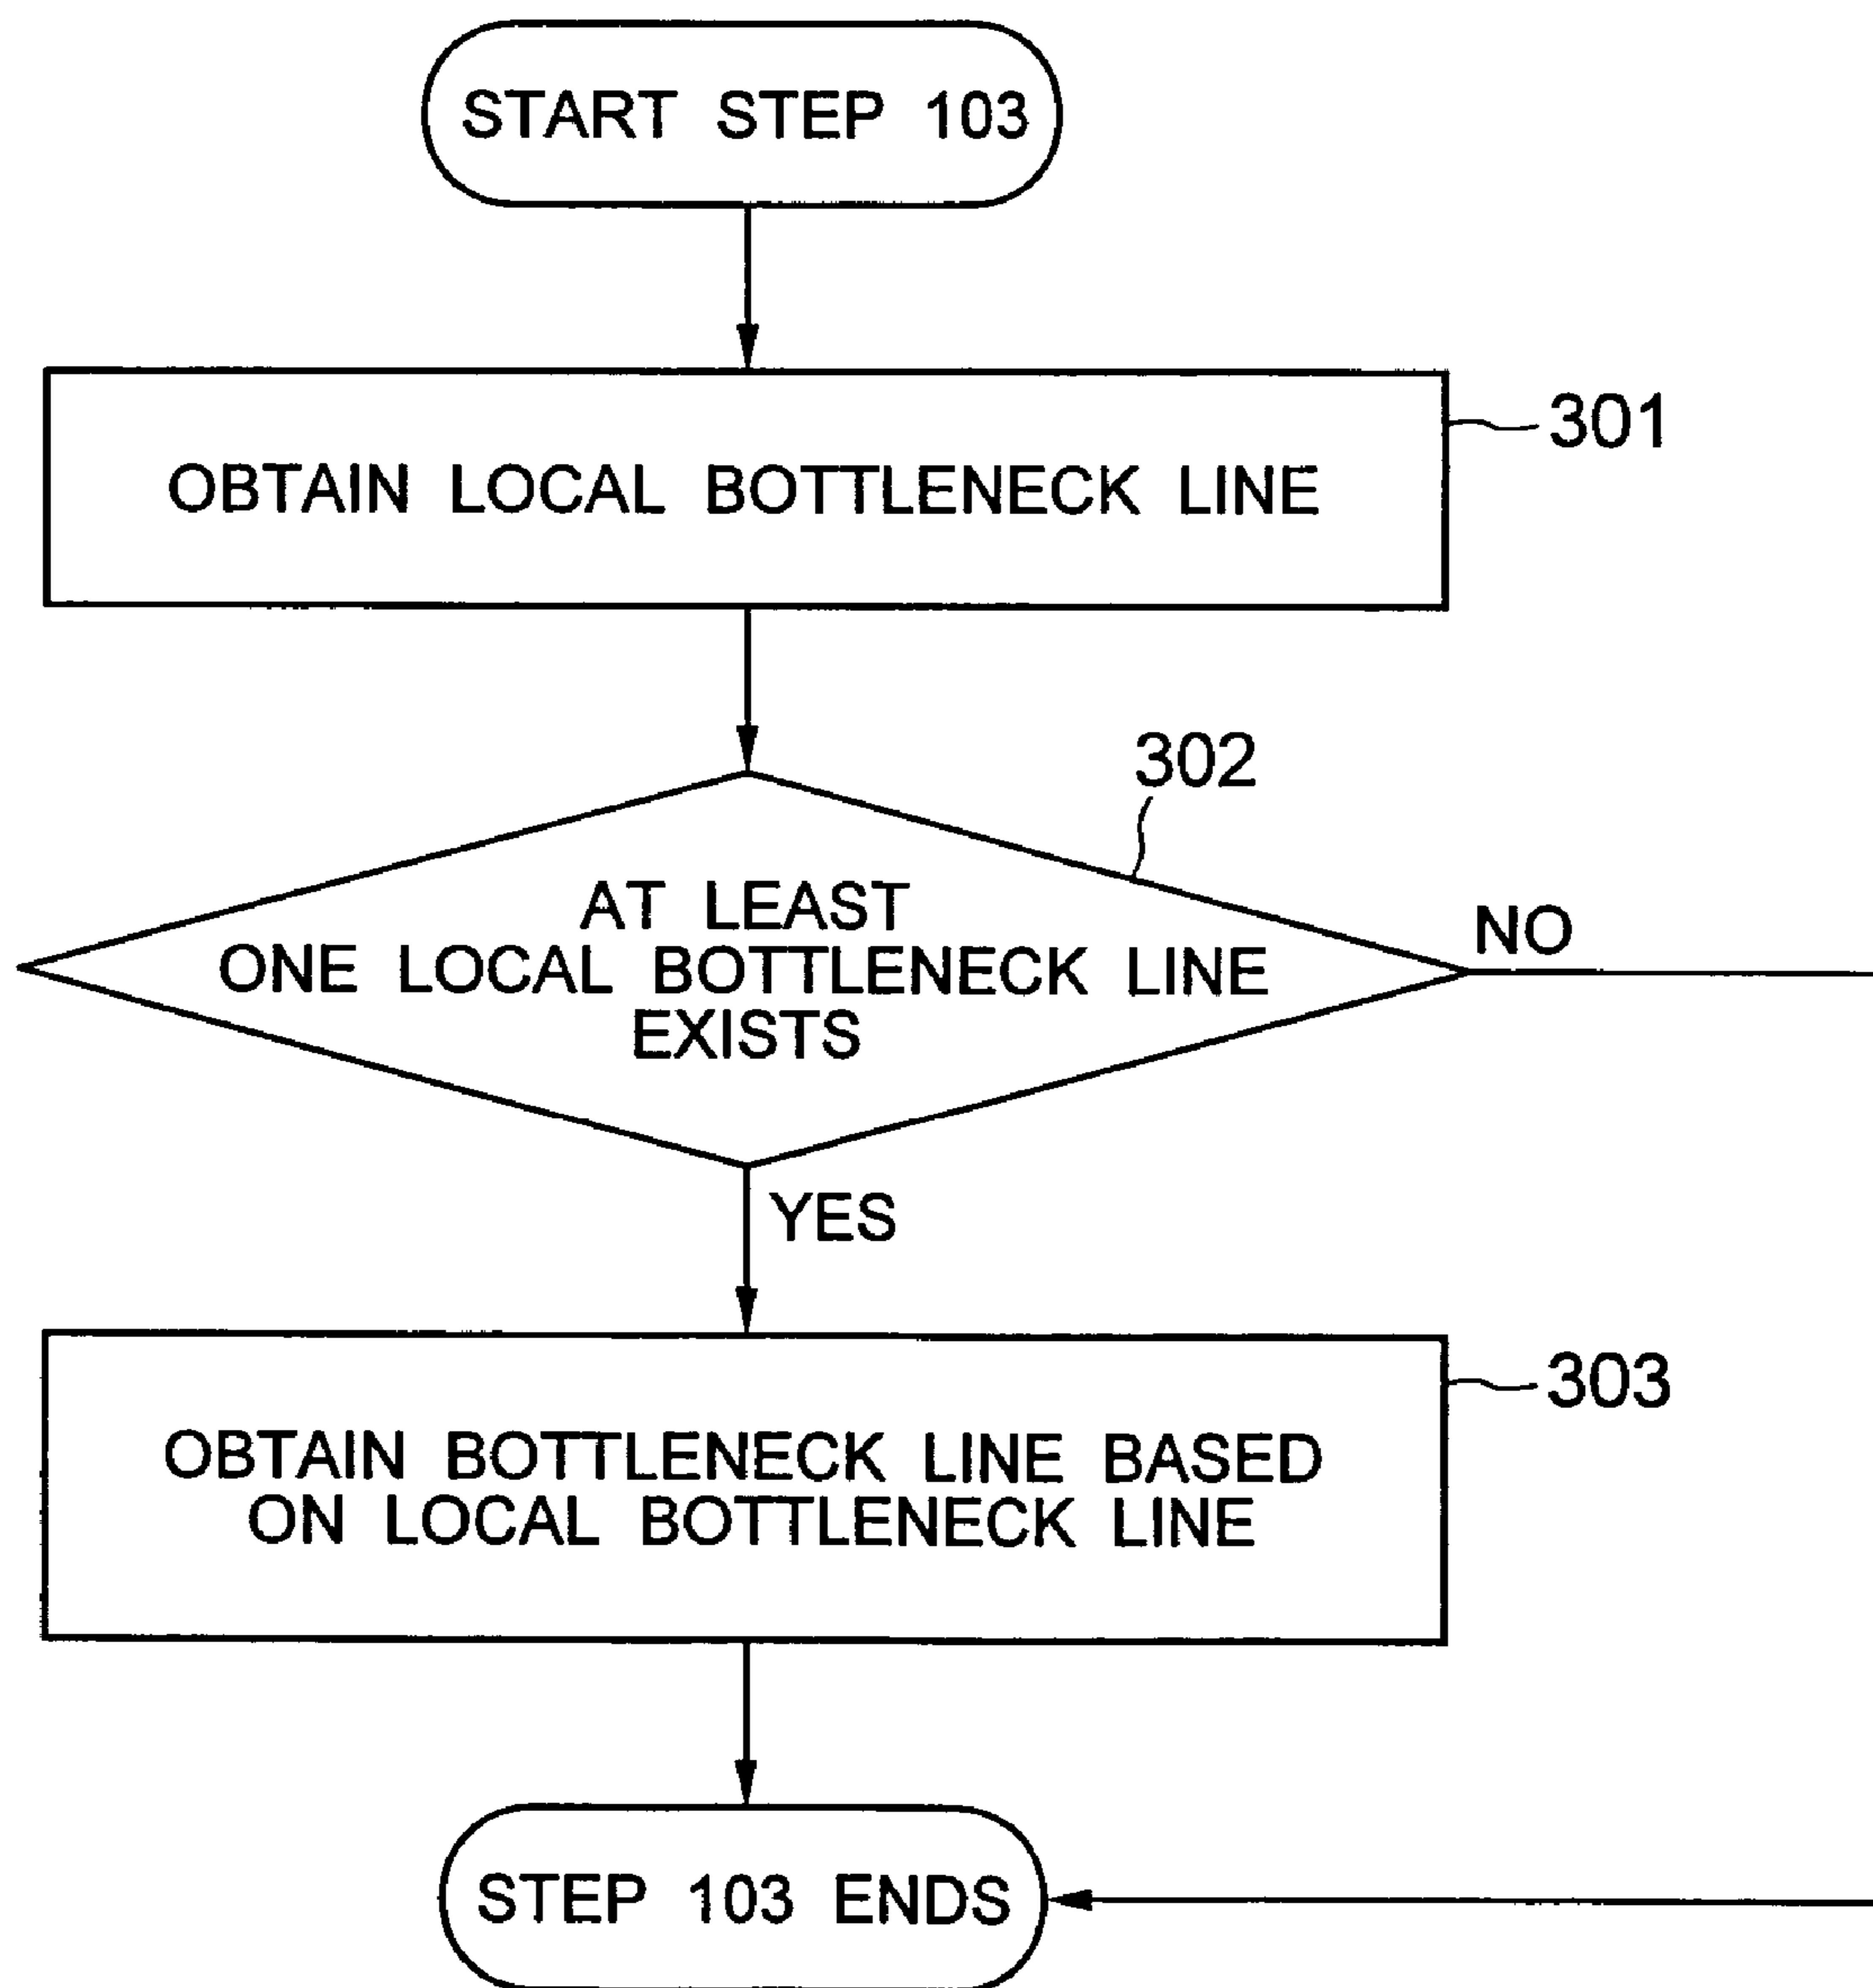 START STEP 103
301
OBTAIN LOCAL BOTTLENECK LINE
302
AT LEAST
ONE LOCAL BOTTLENECK LINE
EXISTS
NO
YES
303
OBTAIN BOTTLENECK LINE BASED
ON LOCAL BOTTLENECK LINE
STEP 103 ENDS